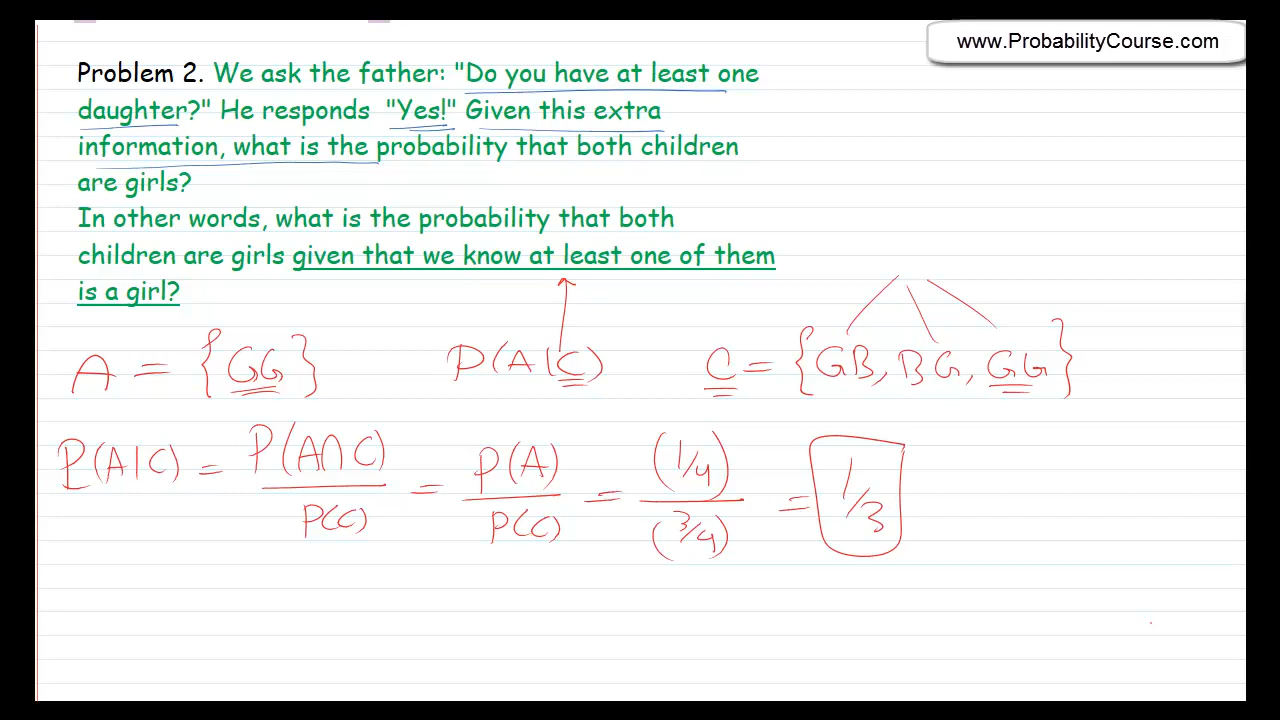 www.ProbabilityCourse.com
Problem 2. We ask the father: "Do you have at least one
daughter?" He responds "Yes!" Given this extra
information, what is the probability that both children
are girls?
In other words, what is the probability that both
children are girls given that we know at least one of them
is a girl?
A = {GG} P(A|C) C = {GB, BG, GG}
P(A|C) = P(A∩C) / P(C) = P(A) / P(C) = (1/4) / (3/4) = 1/3